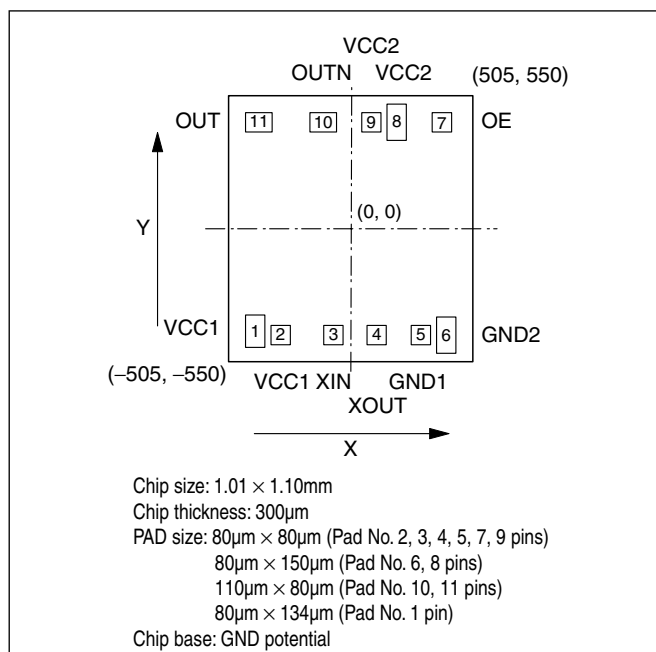 VCC2
OUTN VCC2 (505, 550)
OUT 11 10 9 8 7 OE
(0, 0)
Y
VCC1 1 2 3 4 5 6 GND2
(–505, –550)
VCC1 XIN GND1
XOUT
X
Chip size: 1.01 × 1.10mm
Chip thickness: 300µm
PAD size: 80µm × 80µm (Pad No. 2, 3, 4, 5, 7, 9 pins)
80µm × 150µm (Pad No. 6, 8 pins)
110µm × 80µm (Pad No. 10, 11 pins)
80µm × 134µm (Pad No. 1 pin)
Chip base: GND potential